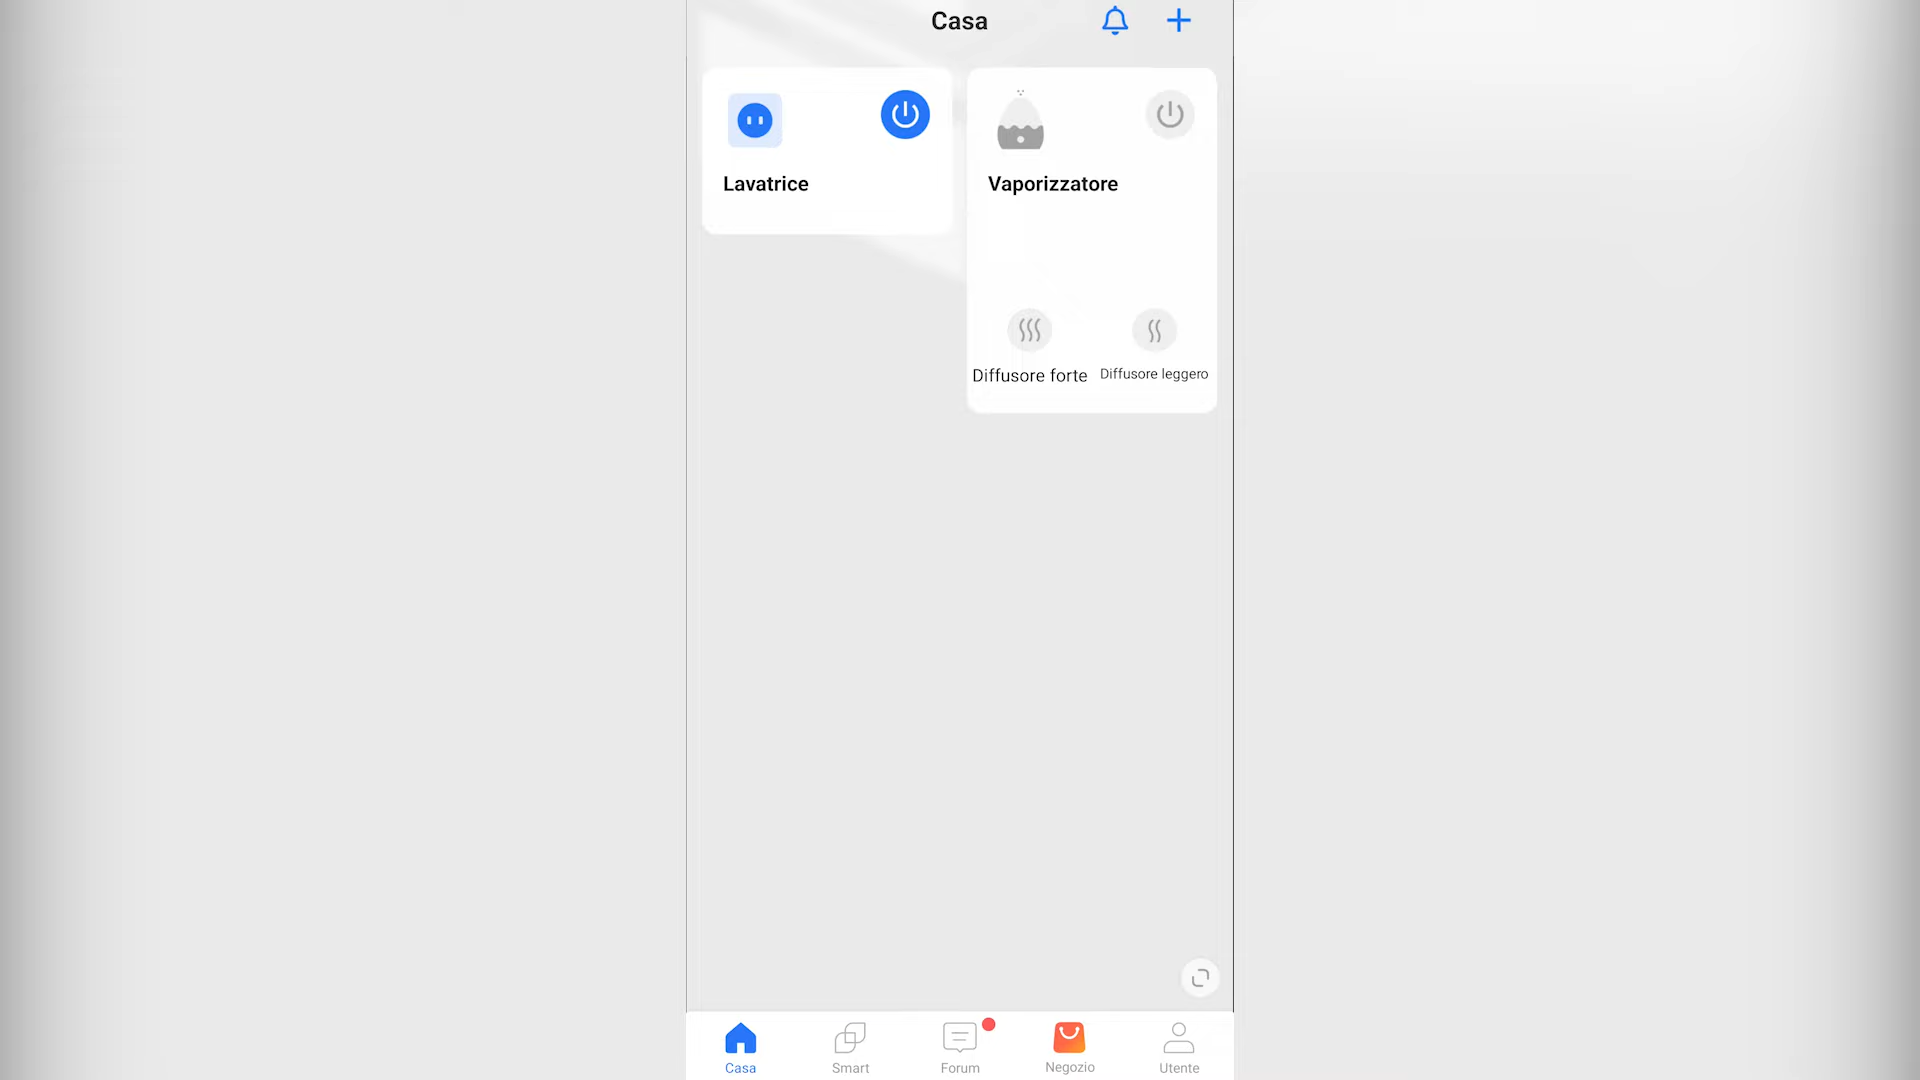 Casa
Lavatrice
Vaporizzatore
Diffusore forte
Diffusore leggero
Casa
Smart
Forum
Negozio
Utente